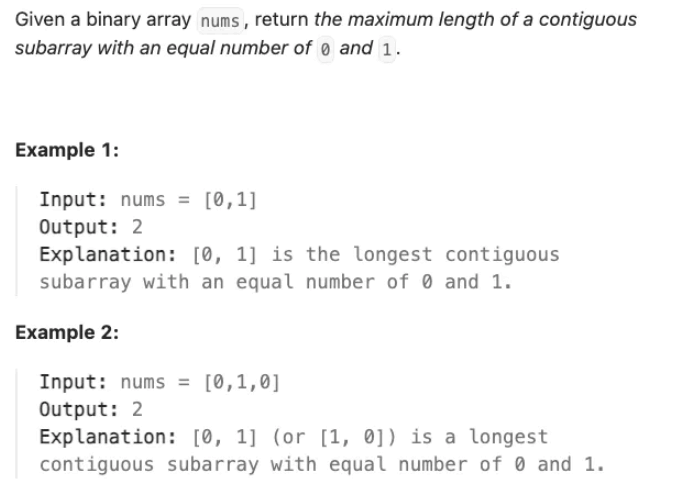 Given a binary array nums, return the maximum length of a contiguous
subarray with an equal number of 0 and 1.
Example 1:
Input: nums = [0,1]
Output: 2
Explanation: [0, 1] is the longest contiguous
subarray with an equal number of 0 and 1.
Example 2:
Input: nums = [0,1,0]
Output: 2
Explanation: [0, 1] (or [1, 0]) is a longest
contiguous subarray with equal number of 0 and 1.